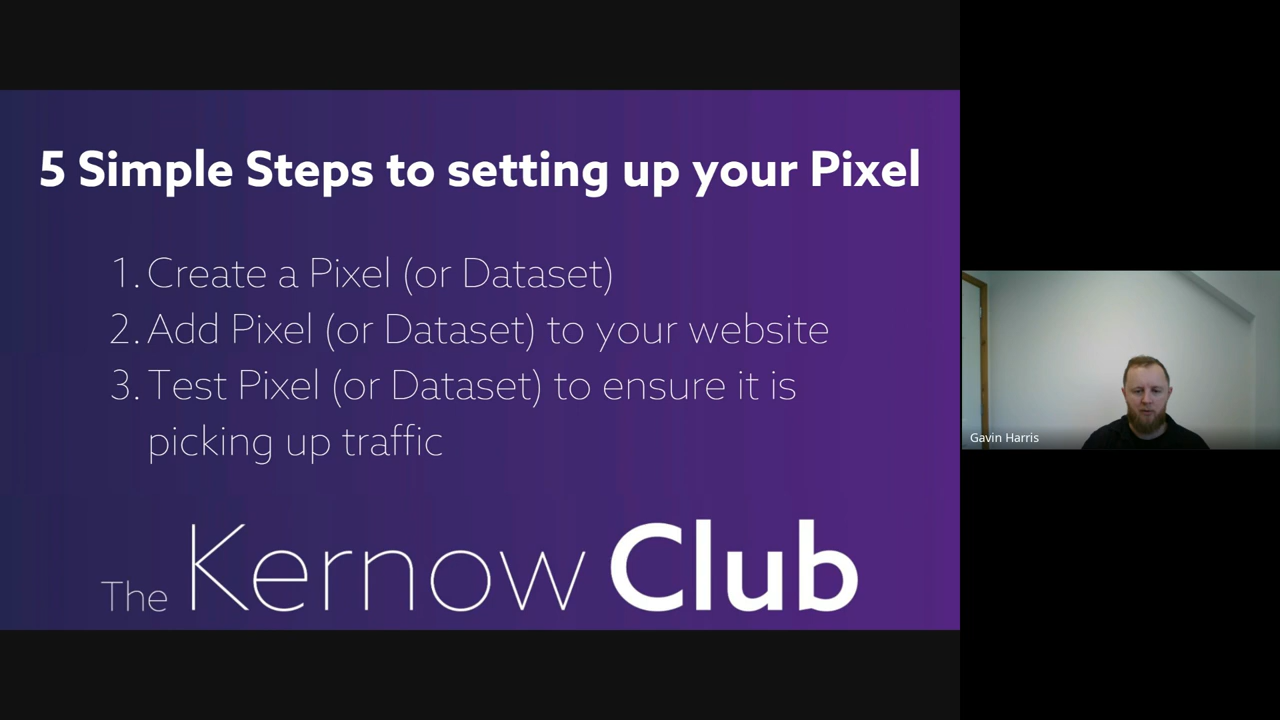 5 Simple Steps to setting up your Pixel
1. Create a Pixel (or Dataset)
2. Add Pixel (or Dataset) to your website
3. Test Pixel (or Dataset) to ensure it is
picking up traffic
The Kernow Club
Gavin Harris